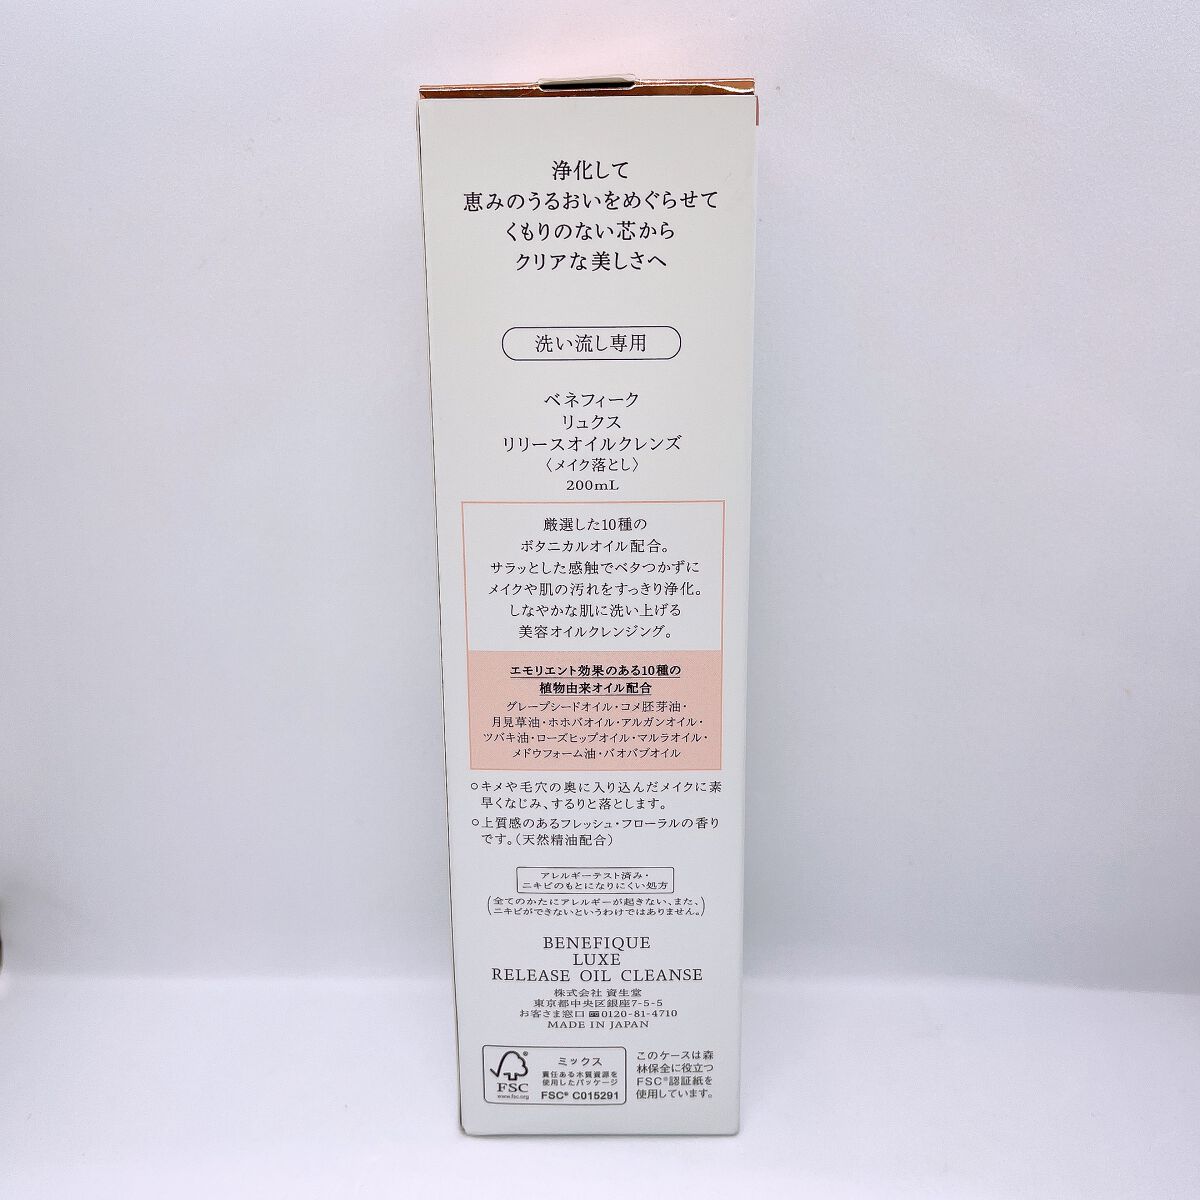 浄化して
恵みのうるおいをめぐらせて
くもりのない芯から
クリアな美しさへ
洗い流し専用
ベネフィーク
リュクス
リリースオイルクレンズ
〈メイク落とし〉
200mL
厳選した10種の
ボタニカルオイル配合。
サラッとした感触でベタつかずに
メイクや肌の汚れをすっきり浄化。
しなやかな肌に洗い上げる
美容オイルクレンジング。
エモリエント効果のある10種の
植物由来オイル配合
グレープシードオイル・コメ胚芽油・
月見草油・ホホバオイル・アルガンオイル・
ツバキ油・ローズヒップオイル・マルラオイル・
メドウフォーム油・バオバブオイル
○キメや毛穴の奥に入り込んだメイクに素
早くなじみ、するりと落とします。
○上質感のあるフレッシュ・フローラルの香り
です。（天然精油配合）
アレルギーテスト済み・
ニキビのもとになりにくい処方
（全てのかたにアレルギーが起きない、また、
ニキビができないというわけではありません。）
BENEFIQUE
LUXE
RELEASE OIL CLEANSE
株式会社 資生堂
東京都中央区銀座7-5-5
お客さま窓口 0120-81-4710
MADE IN JAPAN
FSC
www.fsc.org
ミックス
責任ある木質資源を
使用したパッケージ
FSC® C015291
このケースは森
林保全に役立つ
FSC®認証紙を
使用しています。